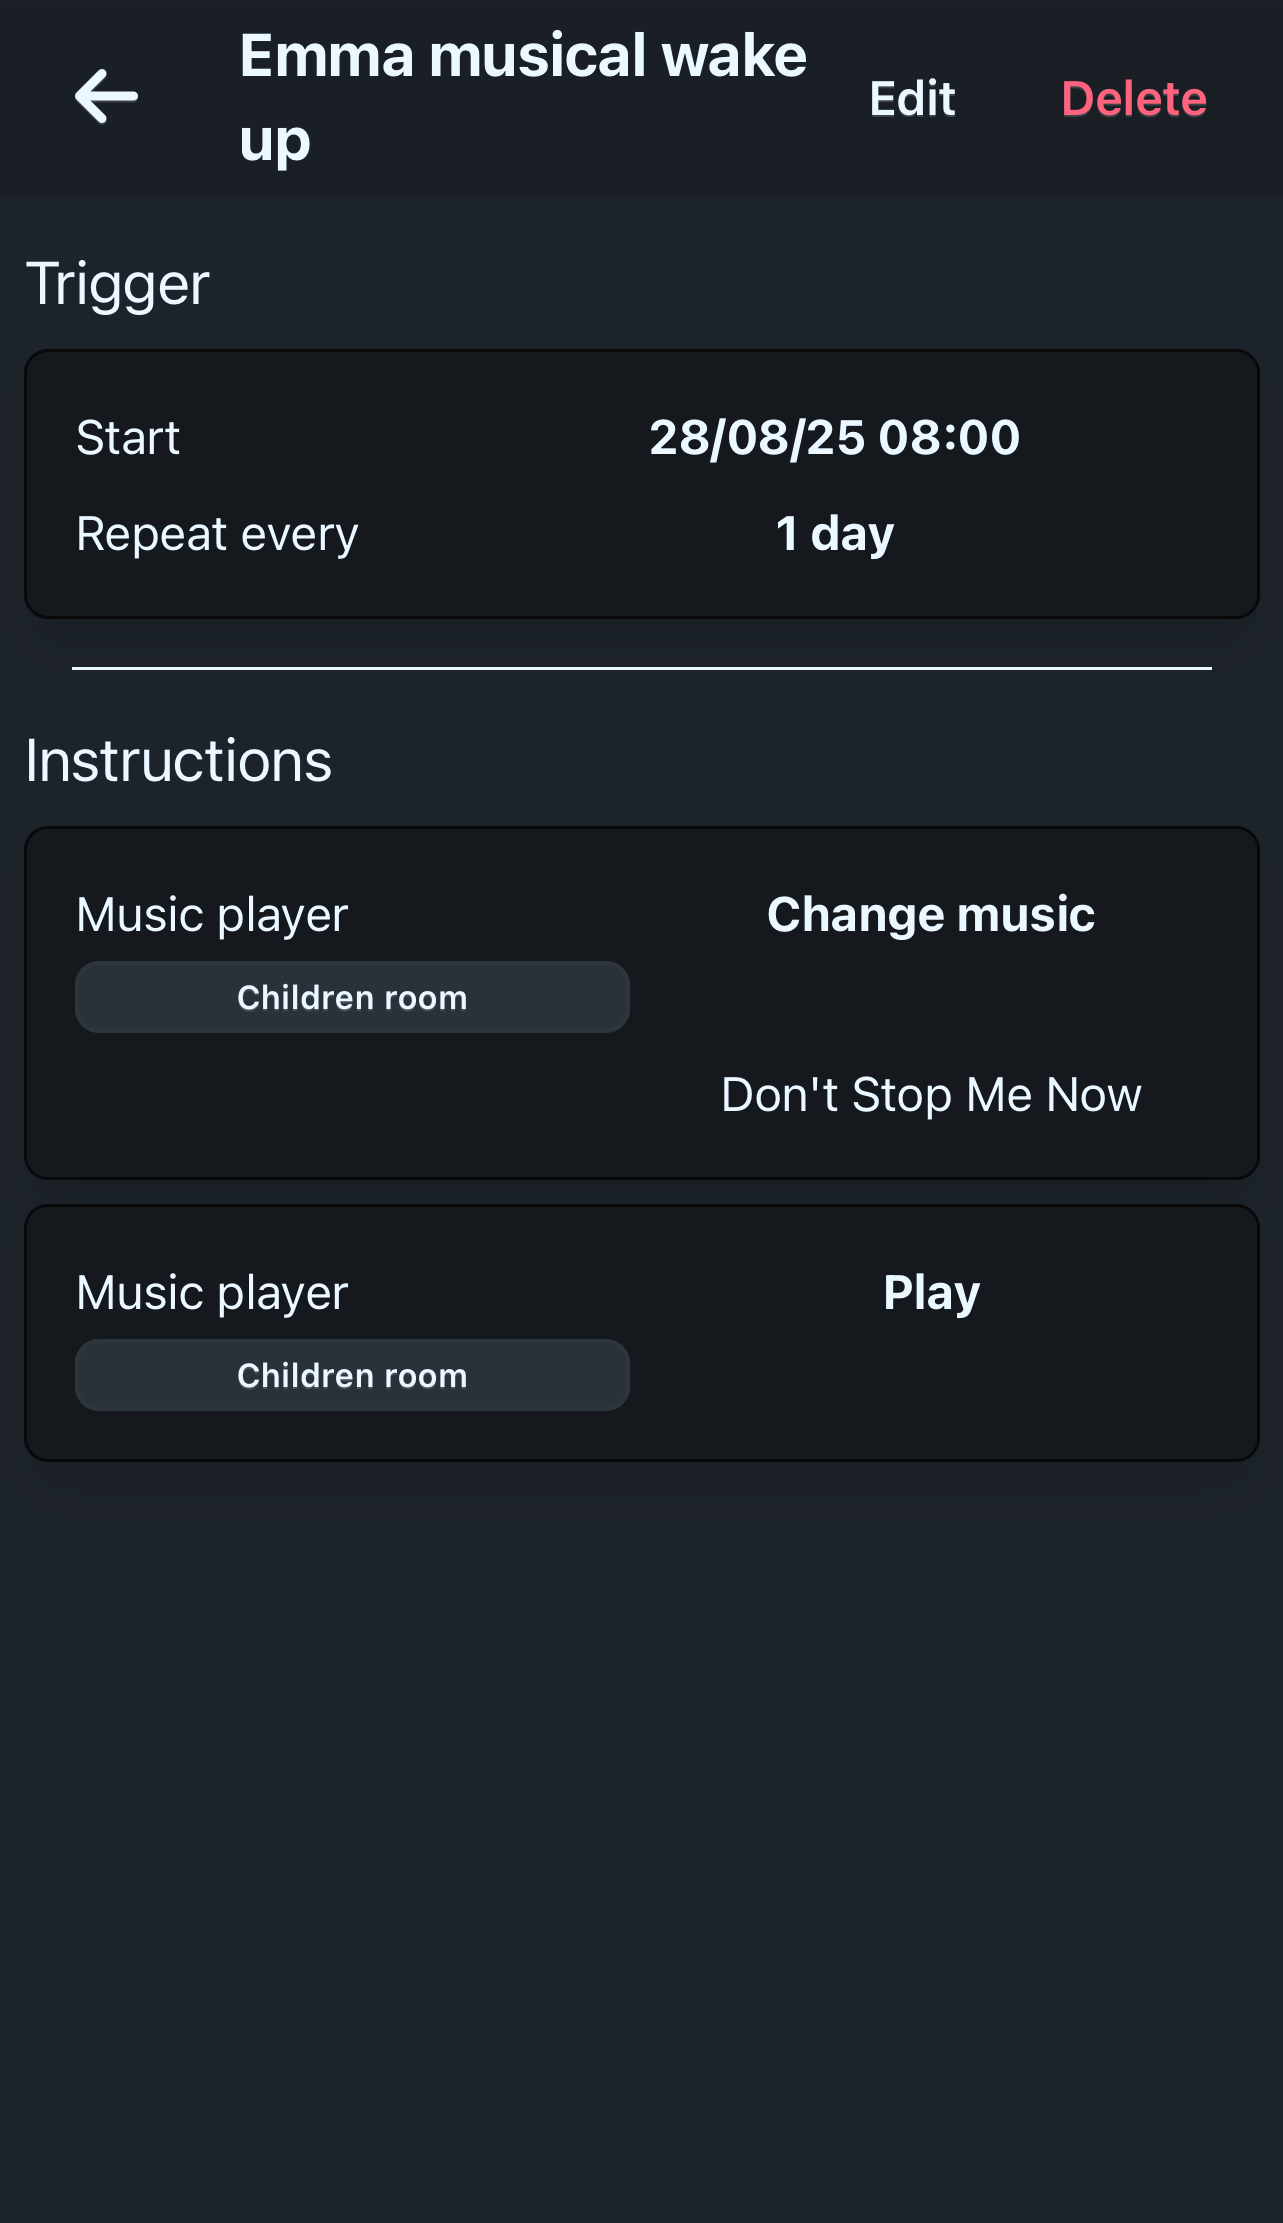 Emma musical wake
up
Edit
Delete
Trigger
Start
28/08/25 08:00
Repeat every
1 day
Instructions
Music player
Change music
Children room
Don't Stop Me Now
Music player
Play
Children room